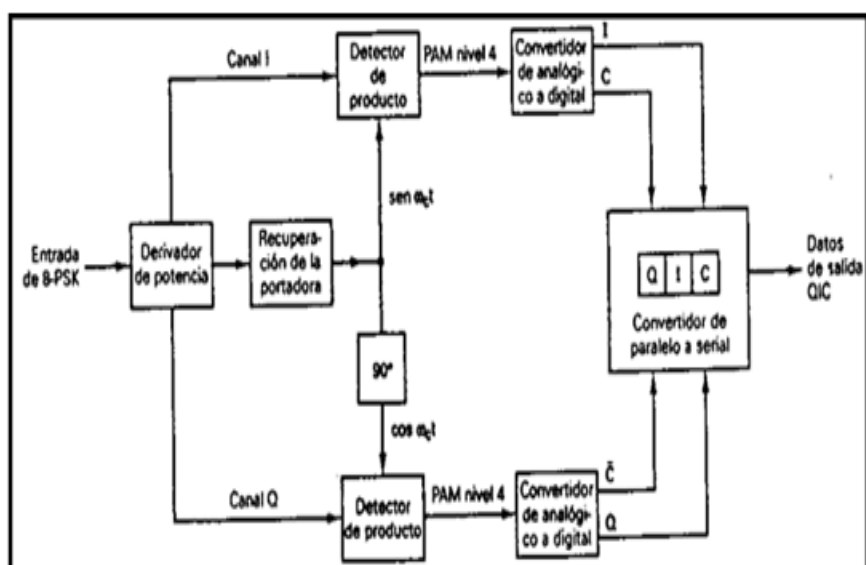 Canal I
Detector
de
producto
PAM nivel 4
Convertidor
de analógi-
co a digital
I
C
sen ω_c t
Entrada
de 8-PSK
Derivador
de potencia
Recupera-
ción de la
portadora
Q I C
Convertidor de
paralelo a serial
Datos
de salida
QIC
90°
cos ω_c t
Canal Q
Detector
de producto
PAM nivel 4
Convertidor
de analógi-
co a digital
C̄
Q